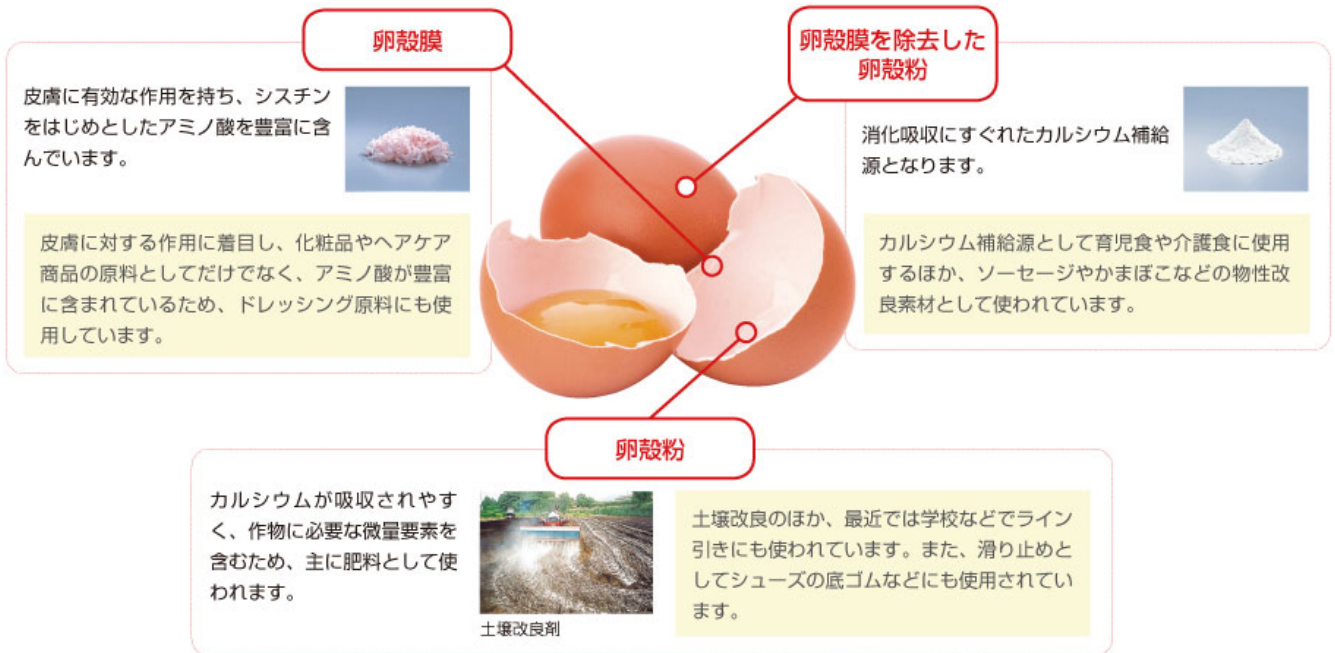 卵殻膜
皮膚に有効な作用を持ち、シスチン
をはじめとしたアミノ酸を豊富に含
んでいます。
皮膚に対する作用に着目し、化粧品やヘアケア
商品の原料としてだけでなく、アミノ酸が豊富
に含まれているため、ドレッシング原料にも使
用しています。
卵殻膜を除去した
卵殻粉
消化吸収にすぐれたカルシウム補給
源となります。
カルシウム補給源として育児食や介護食に使用
するほか、ソーセージやかまぼこなどの物性改
良素材として使われています。
卵殻粉
カルシウムが吸収されやす
く、作物に必要な微量要素を
含むため、主に肥料として使
われます。
土壌改良剤
土壌改良のほか、最近では学校などでライン
引きにも使われています。また、滑り止めと
してシューズの底ゴムなどにも使用されてい
ます。